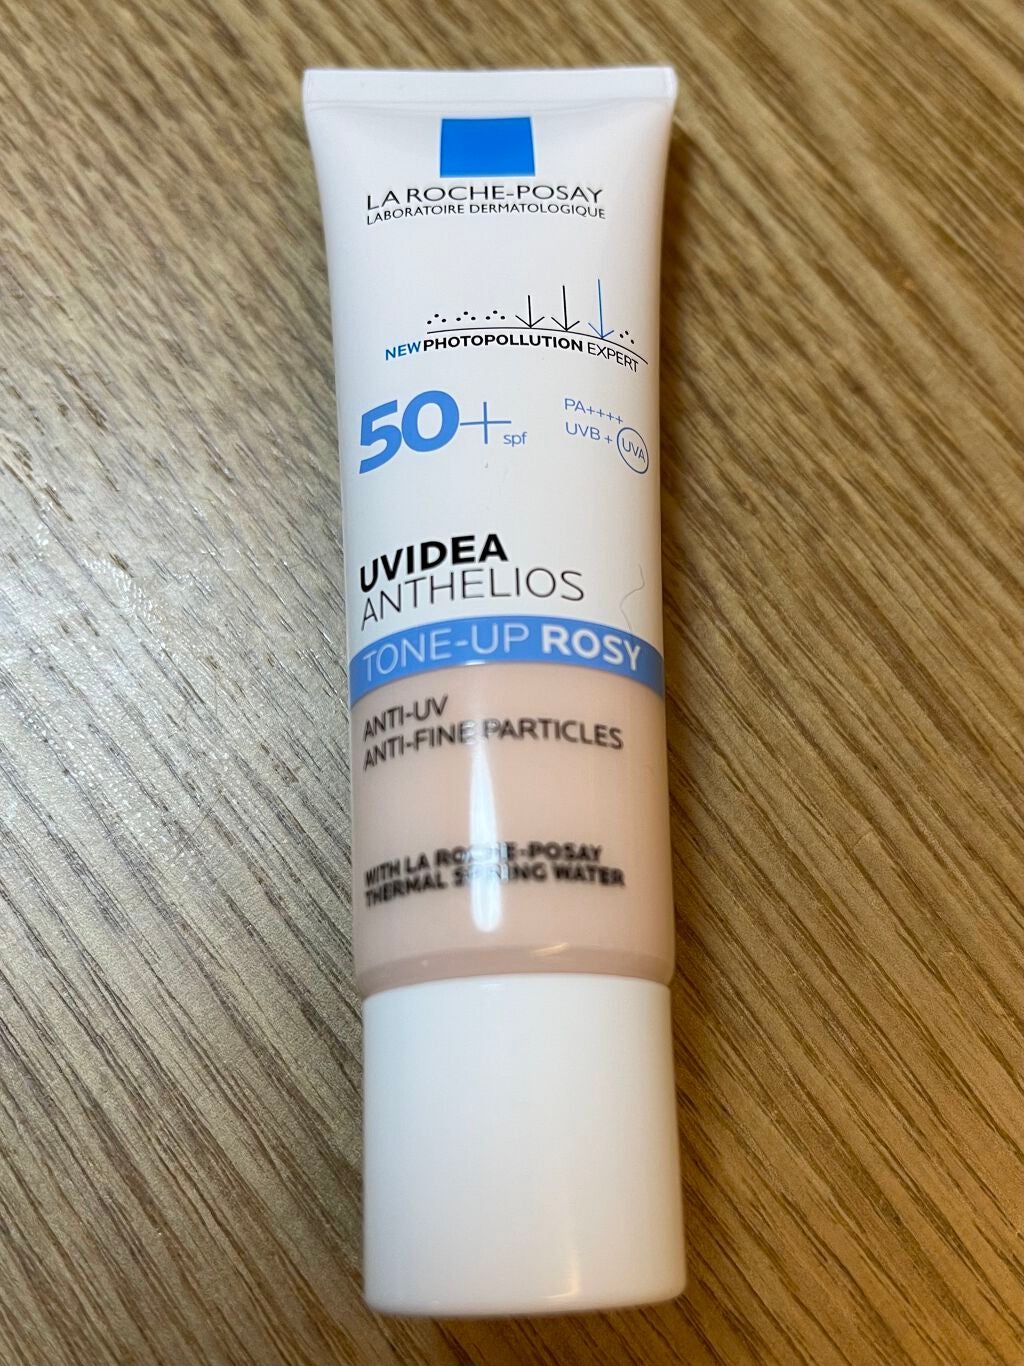 LA ROCHE-POSAY
LABORATOIRE DERMATOLOGIQUE
NEW PHOTOPOLLUTION EXPERT
50+ spf
PA++++
UVB + UVA
UVIDEA
ANTHELIOS
TONE-UP ROSY
ANTI-UV
ANTI-FINE PARTICLES
WITH LA ROCHE-POSAY
THERMAL SPRING WATER